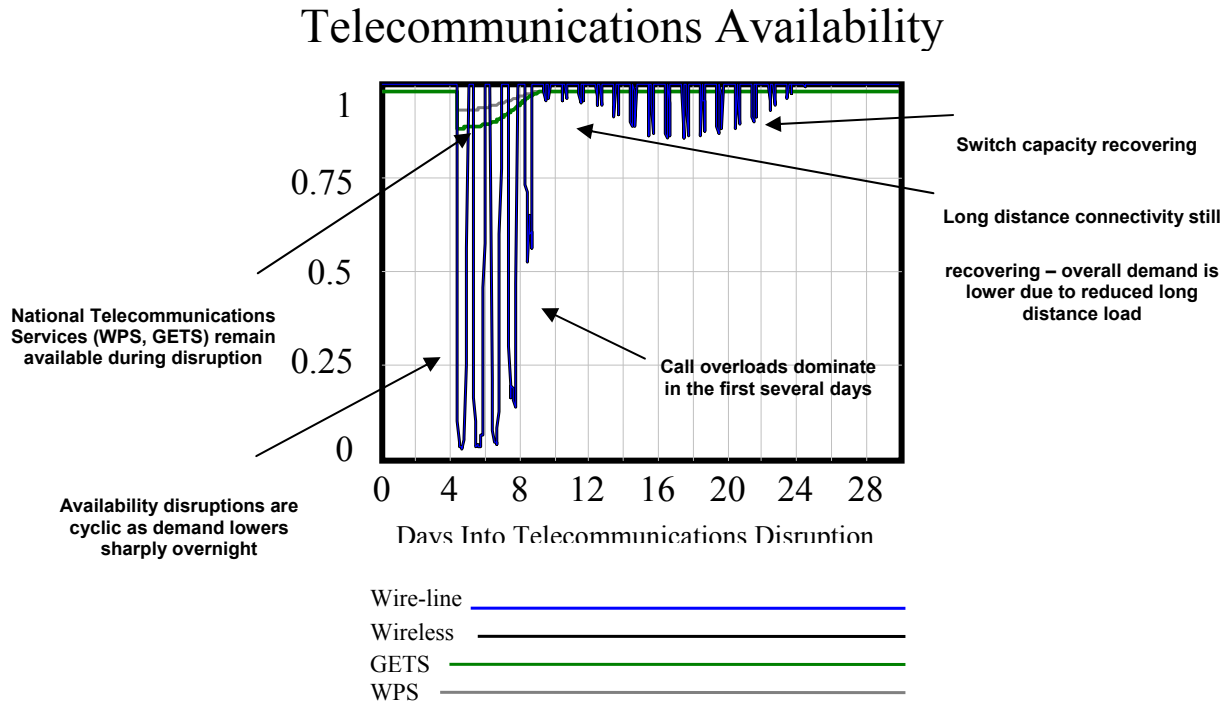 Telecommunications Availability
1
0.75
0.5
0.25
0
0 4 8 12 16 20 24 28
Days Into Telecommunications Disruption
Switch capacity recovering
Long distance connectivity still
recovering – overall demand is
lower due to reduced long
distance load
National Telecommunications
Services (WPS, GETS) remain
available during disruption
Call overloads dominate
in the first several days
Availability disruptions are
cyclic as demand lowers
sharply overnight
Wire-line
Wireless
GETS
WPS